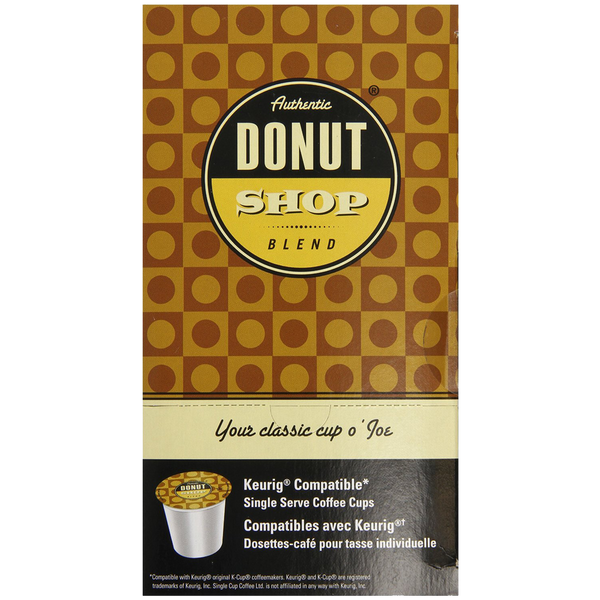 Authentic
DONUT
®
SHOP
BLEND
Your classic cup o' Joe
DONUT
Keurig® Compatible*
Single Serve Coffee Cups
Compatibles avec Keurig®†
Dosettes-café pour tasse individuelle
*Compatible with Keurig® original K-Cup® coffeemakers. Keurig® and K-Cup® are registered
trademarks of Keurig, Inc. Single Cup Coffee Ltd. is not affiliated in any way with Keurig, Inc.